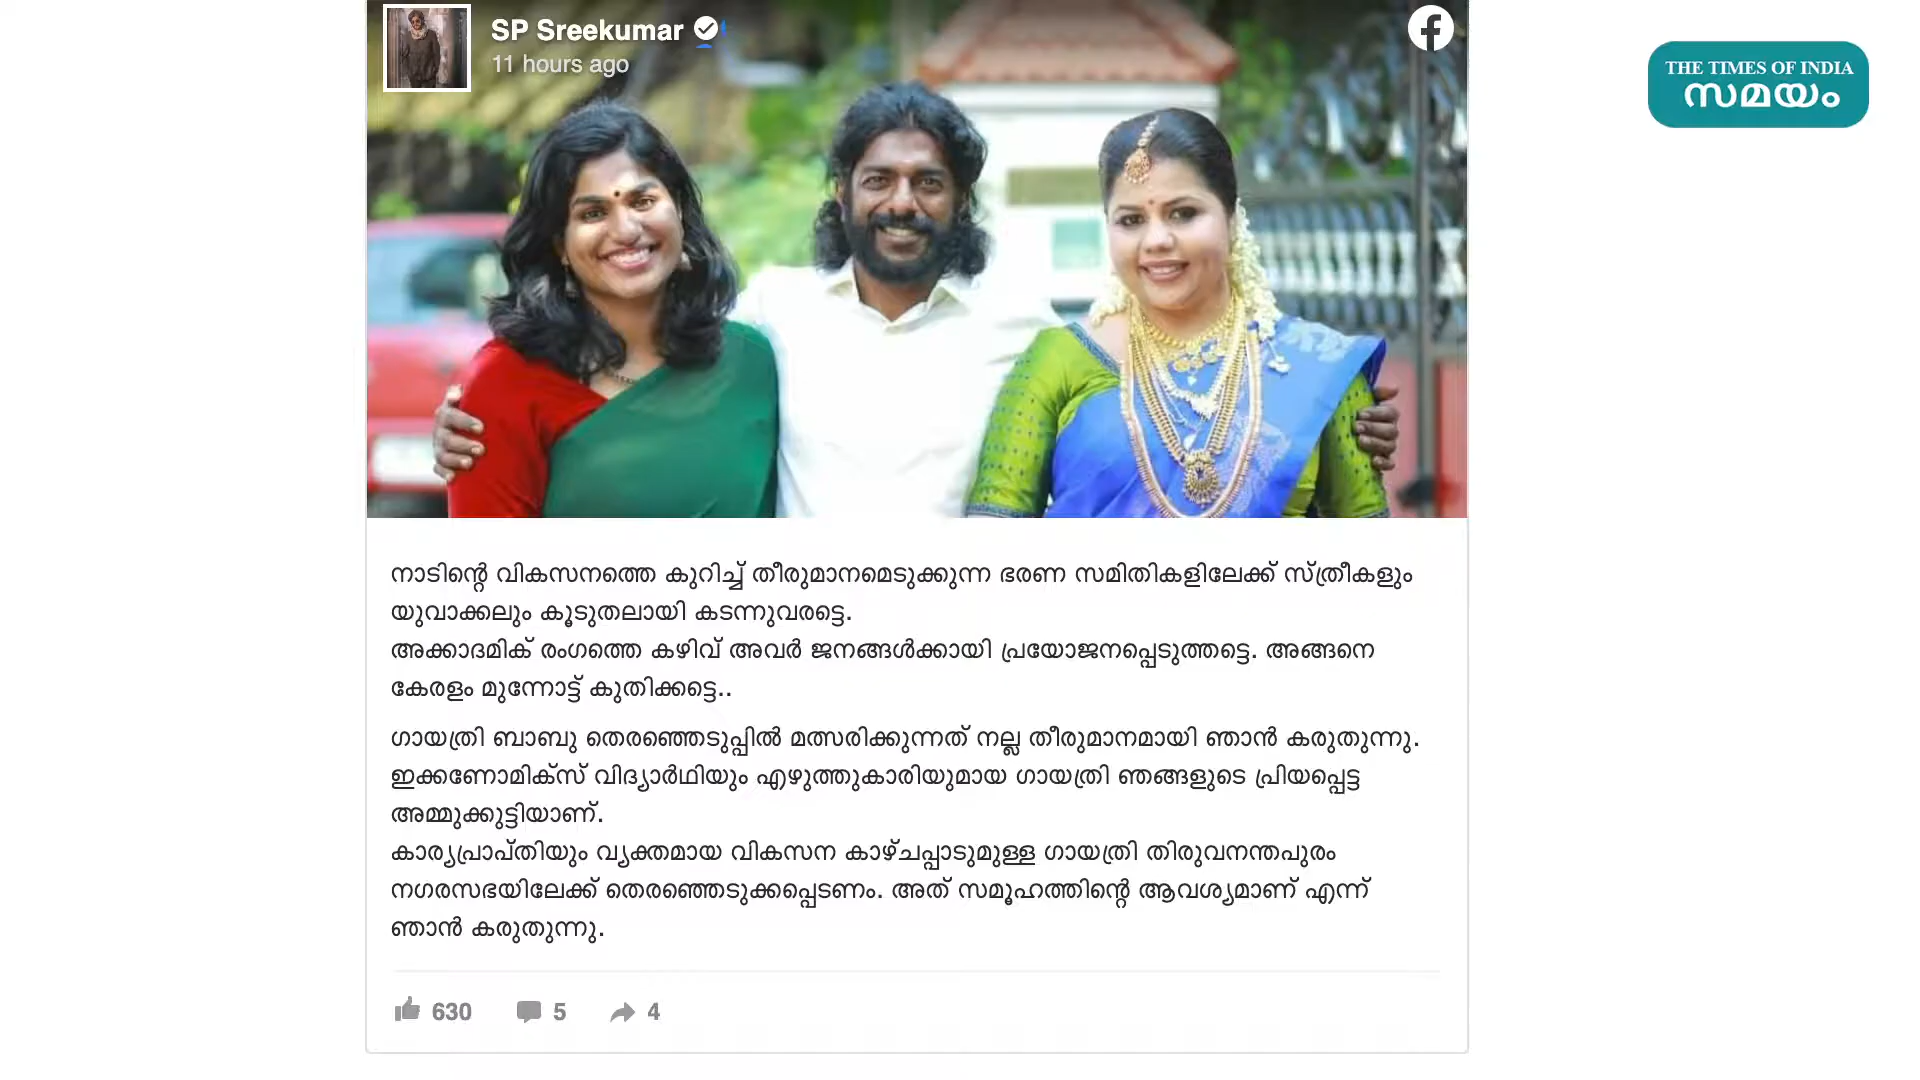 SP Sreekumar
11 hours ago
THE TIMES OF INDIA
സമയം
നാടിന്റെ വികസനത്തെ കുറിച്ച് തീരുമാനമെടുക്കുന്ന ഭരണ സമിതികളിലേക്ക് സ്ത്രീകളും
യുവാക്കലും കൂടുതലായി കടന്നുവരട്ടെ.
അക്കാദമിക് രംഗത്തെ കഴിവ് അവർ ജനങ്ങൾക്കായി പ്രയോജനപ്പെടുത്തട്ടെ. അങ്ങനെ
കേരളം മുന്നോട്ട് കുതിക്കട്ടെ..
ഗായത്രി ബാബു തെരഞ്ഞെടുപ്പിൽ മത്സരിക്കുന്നത് നല്ല തീരുമാനമായി ഞാൻ കരുതുന്നു.
ഇക്കണോമിക്സ് വിദ്യാർഥിയും എഴുത്തുകാരിയുമായ ഗായത്രി ഞങ്ങളുടെ പ്രിയപ്പെട്ട
അമ്മുക്കുട്ടിയാണ്.
കാര്യപ്രാപ്തിയും വ്യക്തമായ വികസന കാഴ്ചപ്പാടുമുള്ള ഗായത്രി തിരുവനന്തപുരം
നഗരസഭയിലേക്ക് തെരഞ്ഞെടുക്കപ്പെടണം. അത് സമൂഹത്തിന്റെ ആവശ്യമാണ് എന്ന്
ഞാൻ കരുതുന്നു.
630 5 4